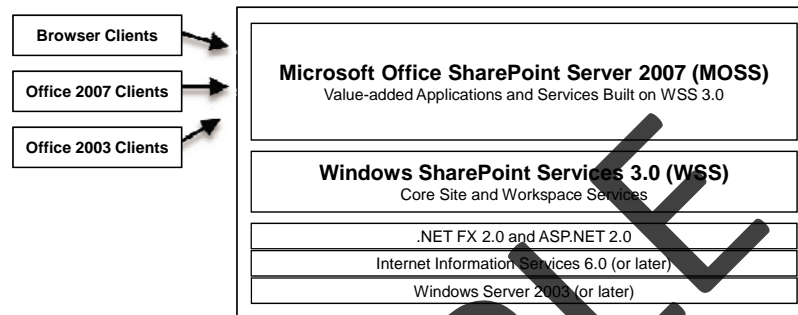 Browser Clients
Office 2007 Clients
Office 2003 Clients
Microsoft Office SharePoint Server 2007 (MOSS)
Value-added Applications and Services Built on WSS 3.0
Windows SharePoint Services 3.0 (WSS)
Core Site and Workspace Services
.NET FX 2.0 and ASP.NET 2.0
Internet Information Services 6.0 (or later)
Windows Server 2003 (or later)